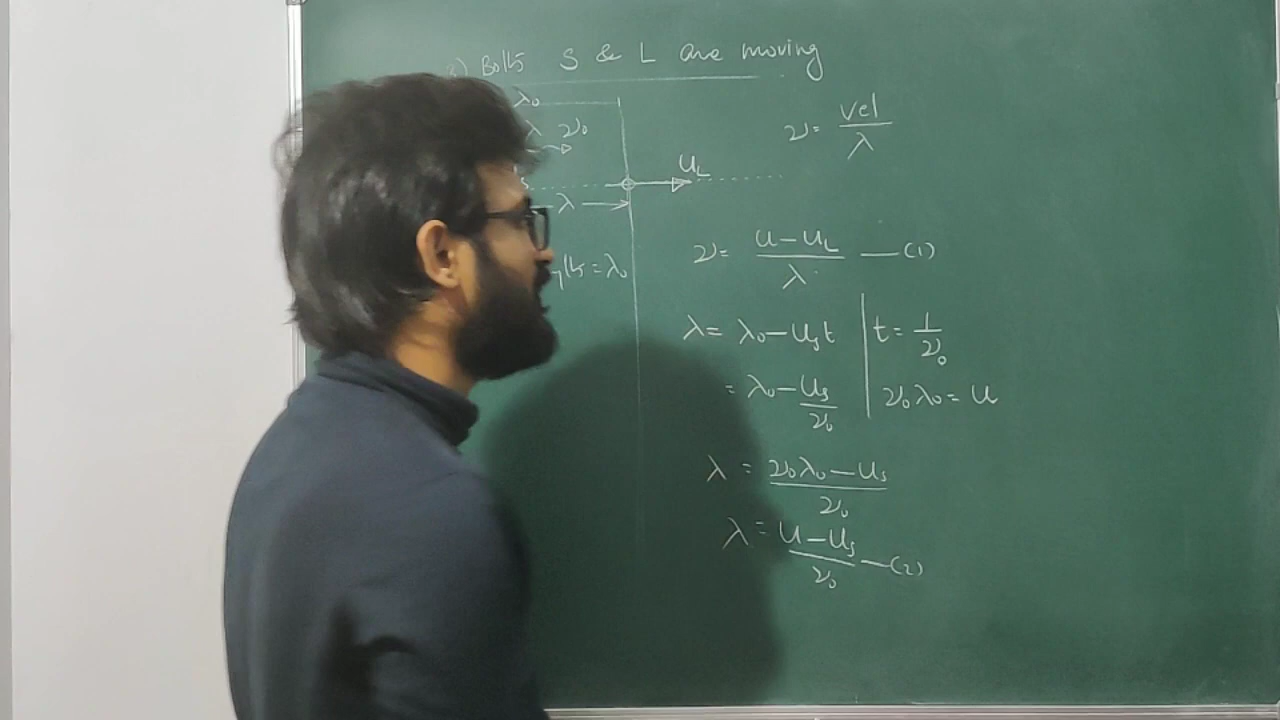 3) Both S & L are moving
λ₀
λ ν₀
ν = vel/λ
u_L
s
λ
ν = (u - u_L)/λ — (1)
= λ₀
λ = λ₀ - u_s t | t = 1/ν₀
= λ₀ - u_s/ν₀ | ν₀λ₀ = u
λ = (ν₀λ₀ - u_s)/ν₀
λ = (u - u_s)/ν₀ — (2)